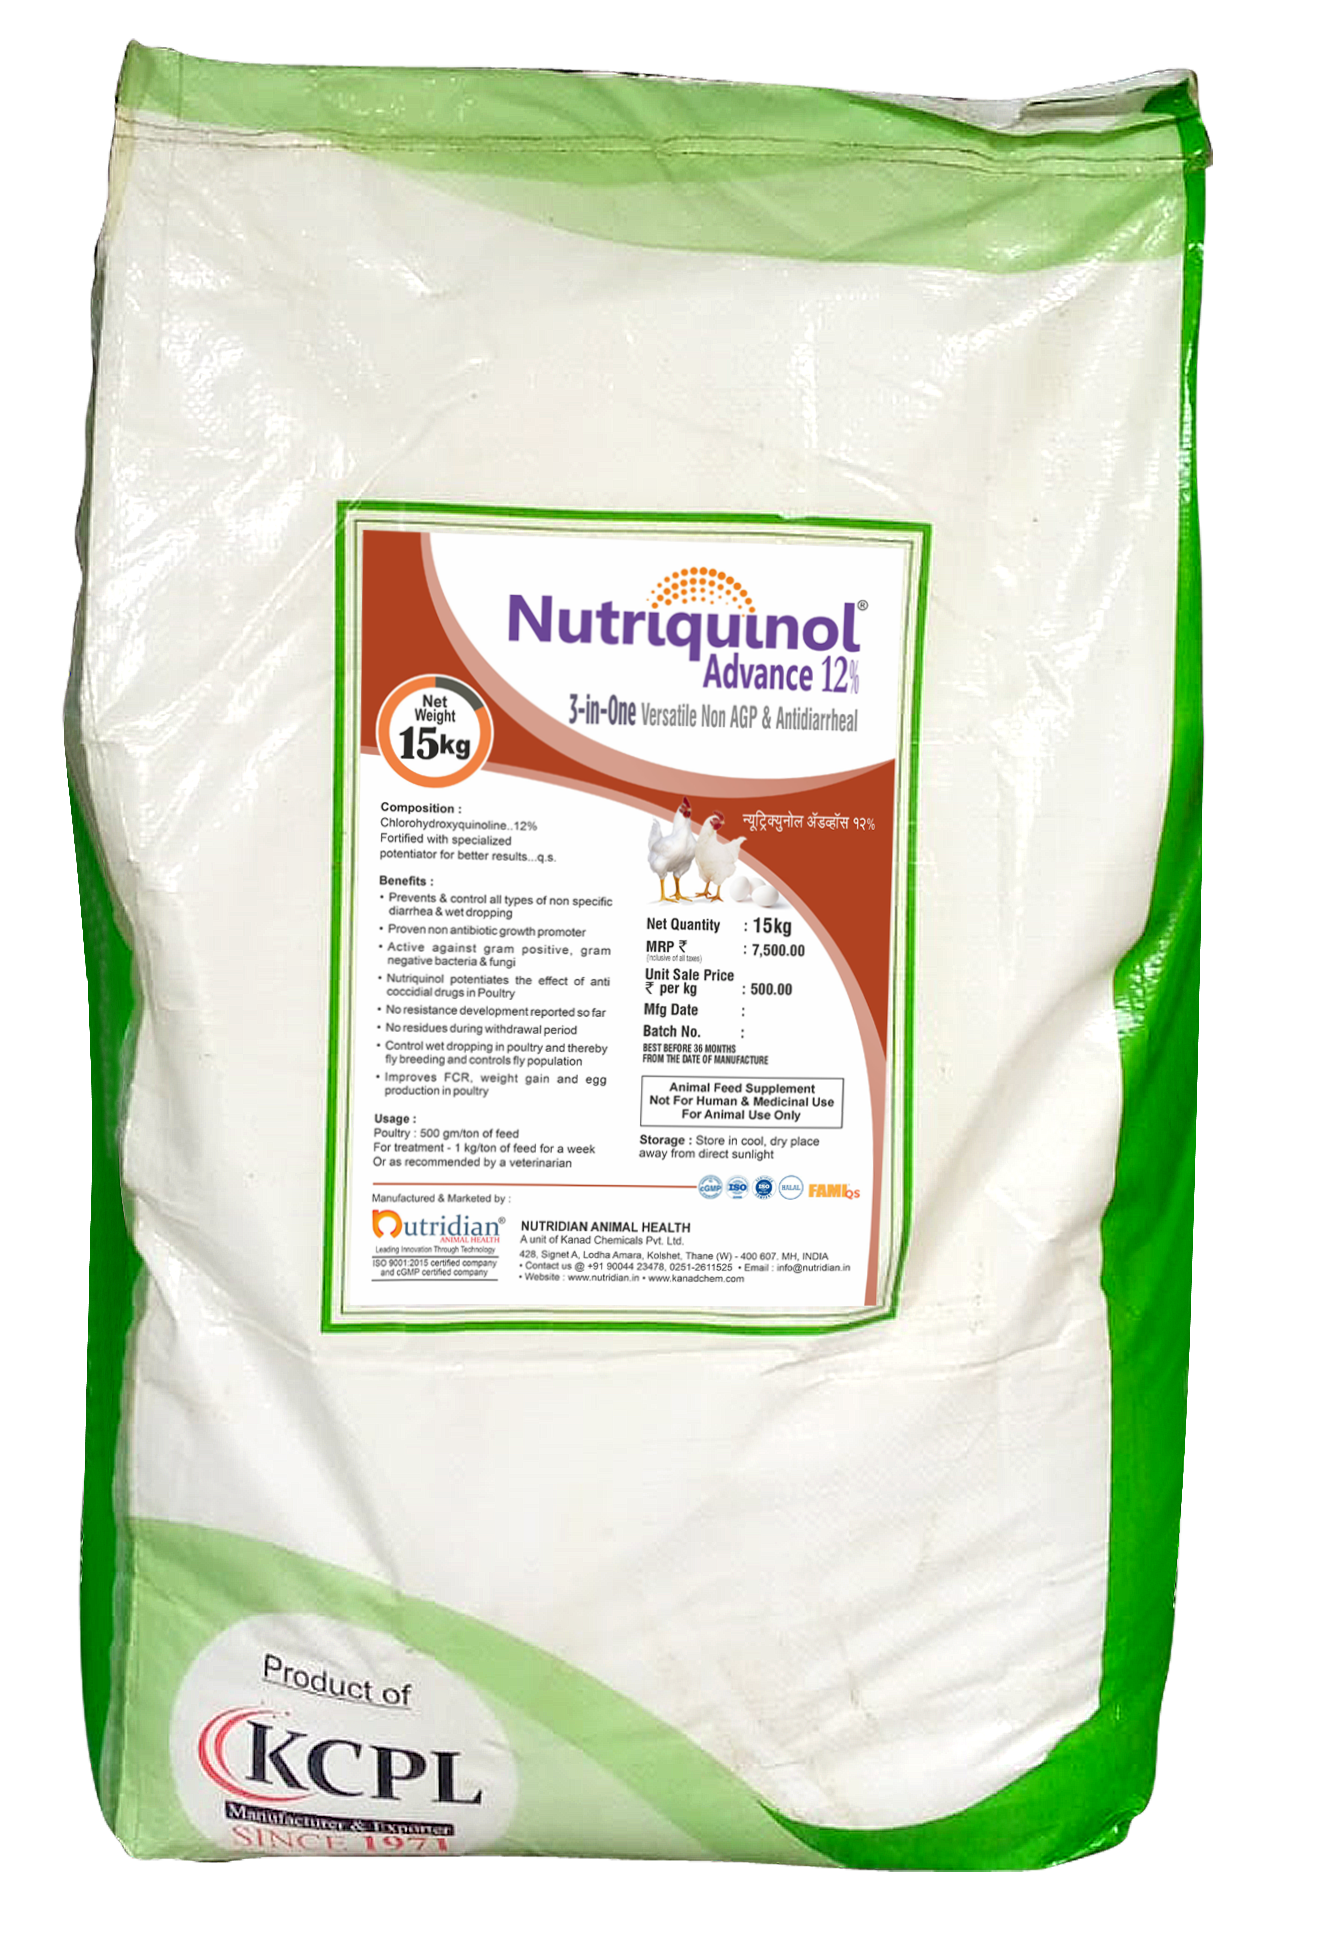 Nutriquinol®
Advance 12%
3-in-One Versatile Non AGP & Antidiarrheal
Net
Weight
15kg
न्यूट्रिक्युनोल ॲडव्हॉस १२%
Composition :
Chlorohydroxyquinoline..12%
Fortified with specialized
potentiator for better results...q.s.
Benefits :
• Prevents & control all types of non specific
diarrhea & wet dropping
• Proven non antibiotic growth promoter
• Active against gram positive, gram
negative bacteria & fungi
• Nutriquinol potentiates the effect of anti
coccidial drugs in Poultry
• No resistance development reported so far
• No residues during withdrawal period
• Control wet dropping in poultry and thereby
fly breeding and controls fly population
• Improves FCR, weight gain and egg
production in poultry
Usage :
Poultry : 500 gm/ton of feed
For treatment - 1 kg/ton of feed for a week
Or as recommended by a veterinarian
Net Quantity : 15kg
MRP ₹ : 7,500.00
(Inclusive of all taxes)
Unit Sale Price
₹ per kg : 500.00
Mfg Date :
Batch No. :
BEST BEFORE 36 MONTHS
FROM THE DATE OF MANUFACTURE
Animal Feed Supplement
Not For Human & Medicinal Use
For Animal Use Only
Storage : Store in cool, dry place
away from direct sunlight
cGMP ISO ISO HALAL FAMI QS
Manufactured & Marketed by :
nutridian®
ANIMAL HEALTH
Leading Innovation Through Technology
ISO 9001:2015 certified company
and cGMP certified company
NUTRIDIAN ANIMAL HEALTH
A unit of Kanad Chemicals Pvt. Ltd.
428, Signet A, Lodha Amara, Kolshet, Thane (W) - 400 607. MH, INDIA
• Contact us @ +91 90044 23478, 0251-2611525 • Email : info@nutridian.in
• Website : www.nutridian.in • www.kanadchem.com
Product of
KCPL
Manufacturer & Exporter
SINCE 1971